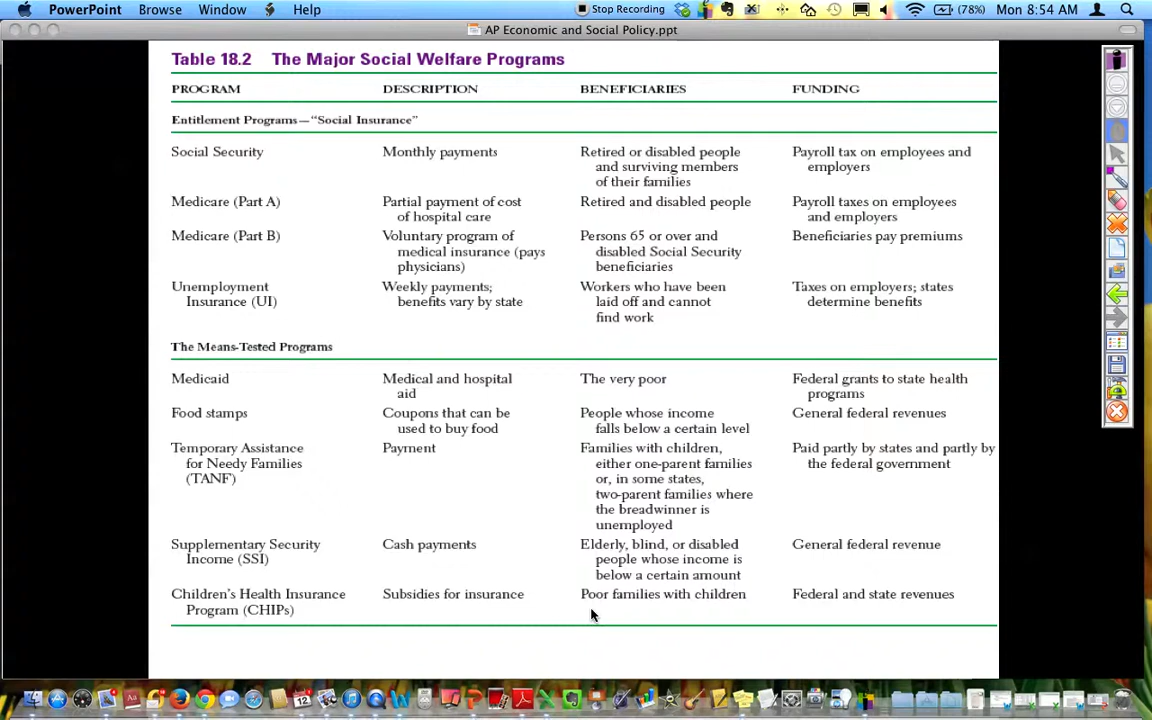 PowerPoint Browse Window Help Stop Recording (78%) Mon 8:54 AM
AP Economic and Social Policy.ppt
Table 18.2 The Major Social Welfare Programs
PROGRAM DESCRIPTION BENEFICIARIES FUNDING
Entitlement Programs—“Social Insurance”
Social Security Monthly payments Retired or disabled people Payroll tax on employees and
and surviving members employers
of their families
Medicare (Part A) Partial payment of cost Retired and disabled people Payroll taxes on employees
of hospital care and employers
Medicare (Part B) Voluntary program of Persons 65 or over and Beneficiaries pay premiums
medical insurance (pays disabled Social Security
physicians) beneficiaries
Unemployment Weekly payments; Workers who have been Taxes on employers; states
Insurance (UI) benefits vary by state laid off and cannot determine benefits
find work
The Means-Tested Programs
Medicaid Medical and hospital The very poor Federal grants to state health
aid programs
Food stamps Coupons that can be People whose income General federal revenues
used to buy food falls below a certain level
Temporary Assistance Payment Families with children, Paid partly by states and partly by
for Needy Families either one-parent families the federal government
(TANF) or, in some states,
two-parent families where
the breadwinner is
unemployed
Supplementary Security Cash payments Elderly, blind, or disabled General federal revenue
Income (SSI) people whose income is
below a certain amount
Children’s Health Insurance Subsidies for insurance Poor families with children Federal and state revenues
Program (CHIPs)